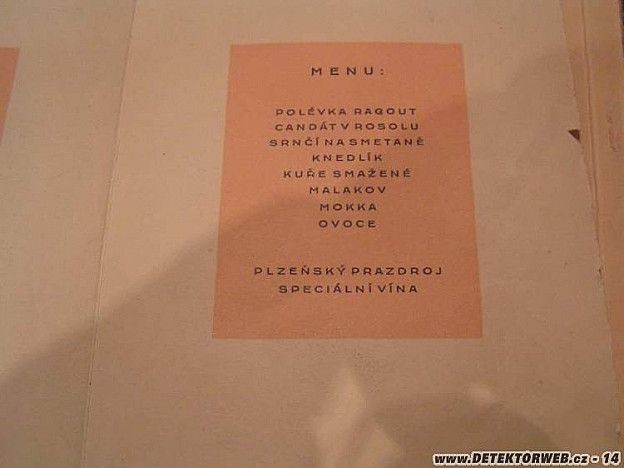 MENU:
POLÉVKA RAGOUT
CANDÁT V ROSOLU
SRNČÍ NA SMETANĚ
KNEDLÍK
KUŘE SMAŽENÉ
MALAKOV
MOKKA
OVOCE
PLZEŇSKÝ PRAZDROJ
SPECIÁLNÍ VÍNA
www.DETEKTORWEB.cz - 14